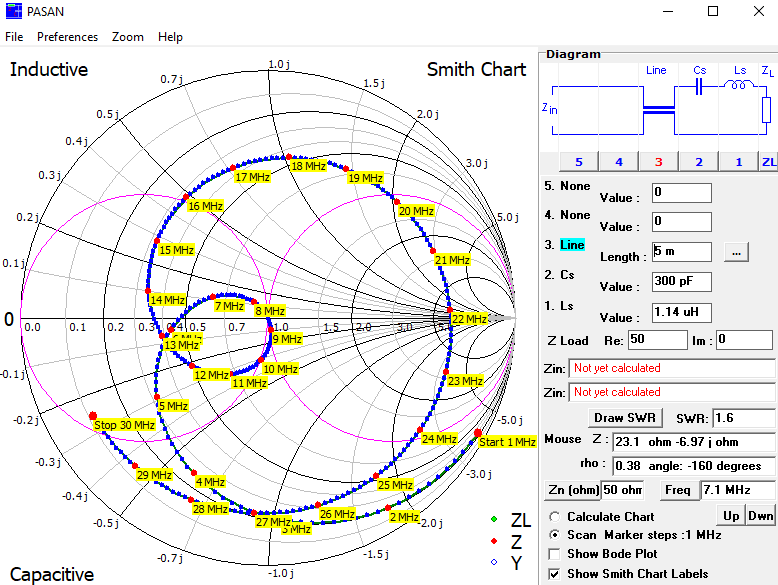 PASAN
File Preferences Zoom Help
Inductive
Smith Chart
1.0 j
0.7 j
1.5 j
0.5 j
2.0 j
0.4 j
3.0 j
0.3 j
0.2 j
5.0 j
0.1 j
0
0.0 0.1 0.2 0.3 0.4 0.5 0.7 1.0 1.5 2.0 3.0 5.0
-0.1 j
-0.2 j
-5.0 j
-0.3 j
-3.0 j
-0.4 j
-0.5 j
-2.0 j
-0.7 j
-1.5 j
-1.0 j
18 MHz
17 MHz
19 MHz
16 MHz
20 MHz
15 MHz
21 MHz
14 MHz
7 MHz
8 MHz
22 MHz
9 MHz
13 MHz
10 MHz
12 MHz
11 MHz
23 MHz
5 MHz
Stop 30 MHz
24 MHz
Start 1 MHz
29 MHz
4 MHz
25 MHz
28 MHz
26 MHz
2 MHz
27 MHz
Capacitive
ZL
Z
Y
Diagram
Line Cs Ls ZL
Zin
5 4 3 2 1 ZL
5. None
Value : 0
4. None
Value : 0
3. Line
Length : 5 m ...
2. Cs
Value : 300 pF
1. Ls
Value : 1.14 uH
Z Load Re: 50 Im : 0
Zin: Not yet calculated
Zin: Not yet calculated
Draw SWR SWR: 1.6
Mouse Z : 23.1 ohm -6.97 j ohm
rho : 0.38 angle: -160 degrees
Zn (ohm) 50 ohm Freq 7.1 MHz
Calculate Chart Up Dwn
Scan Marker steps :1 MHz
Show Bode Plot
Show Smith Chart Labels